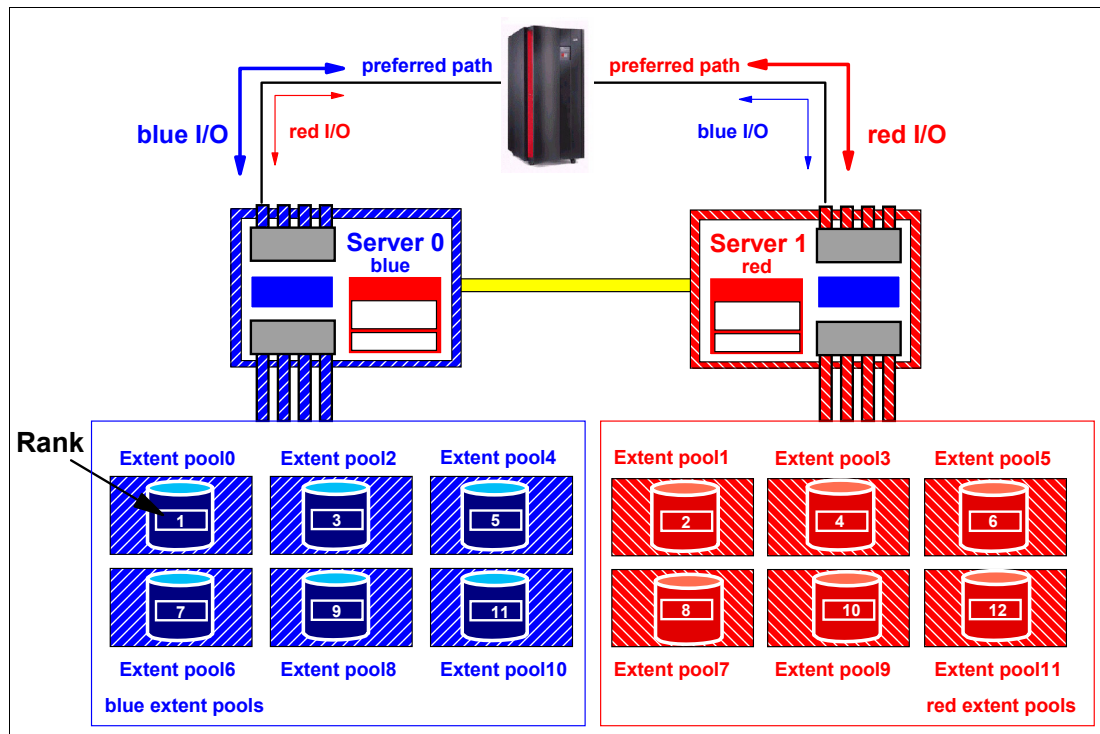 preferred path
preferred path
blue I/O
red I/O
blue I/O
red I/O
Server 0
blue
Server 1
red
Rank
Extent pool0
Extent pool2
Extent pool4
1
3
5
7
9
11
Extent pool6
Extent pool8
Extent pool10
blue extent pools
Extent pool1
Extent pool3
Extent pool5
2
4
6
8
10
12
Extent pool7
Extent pool9
Extent pool11
red extent pools